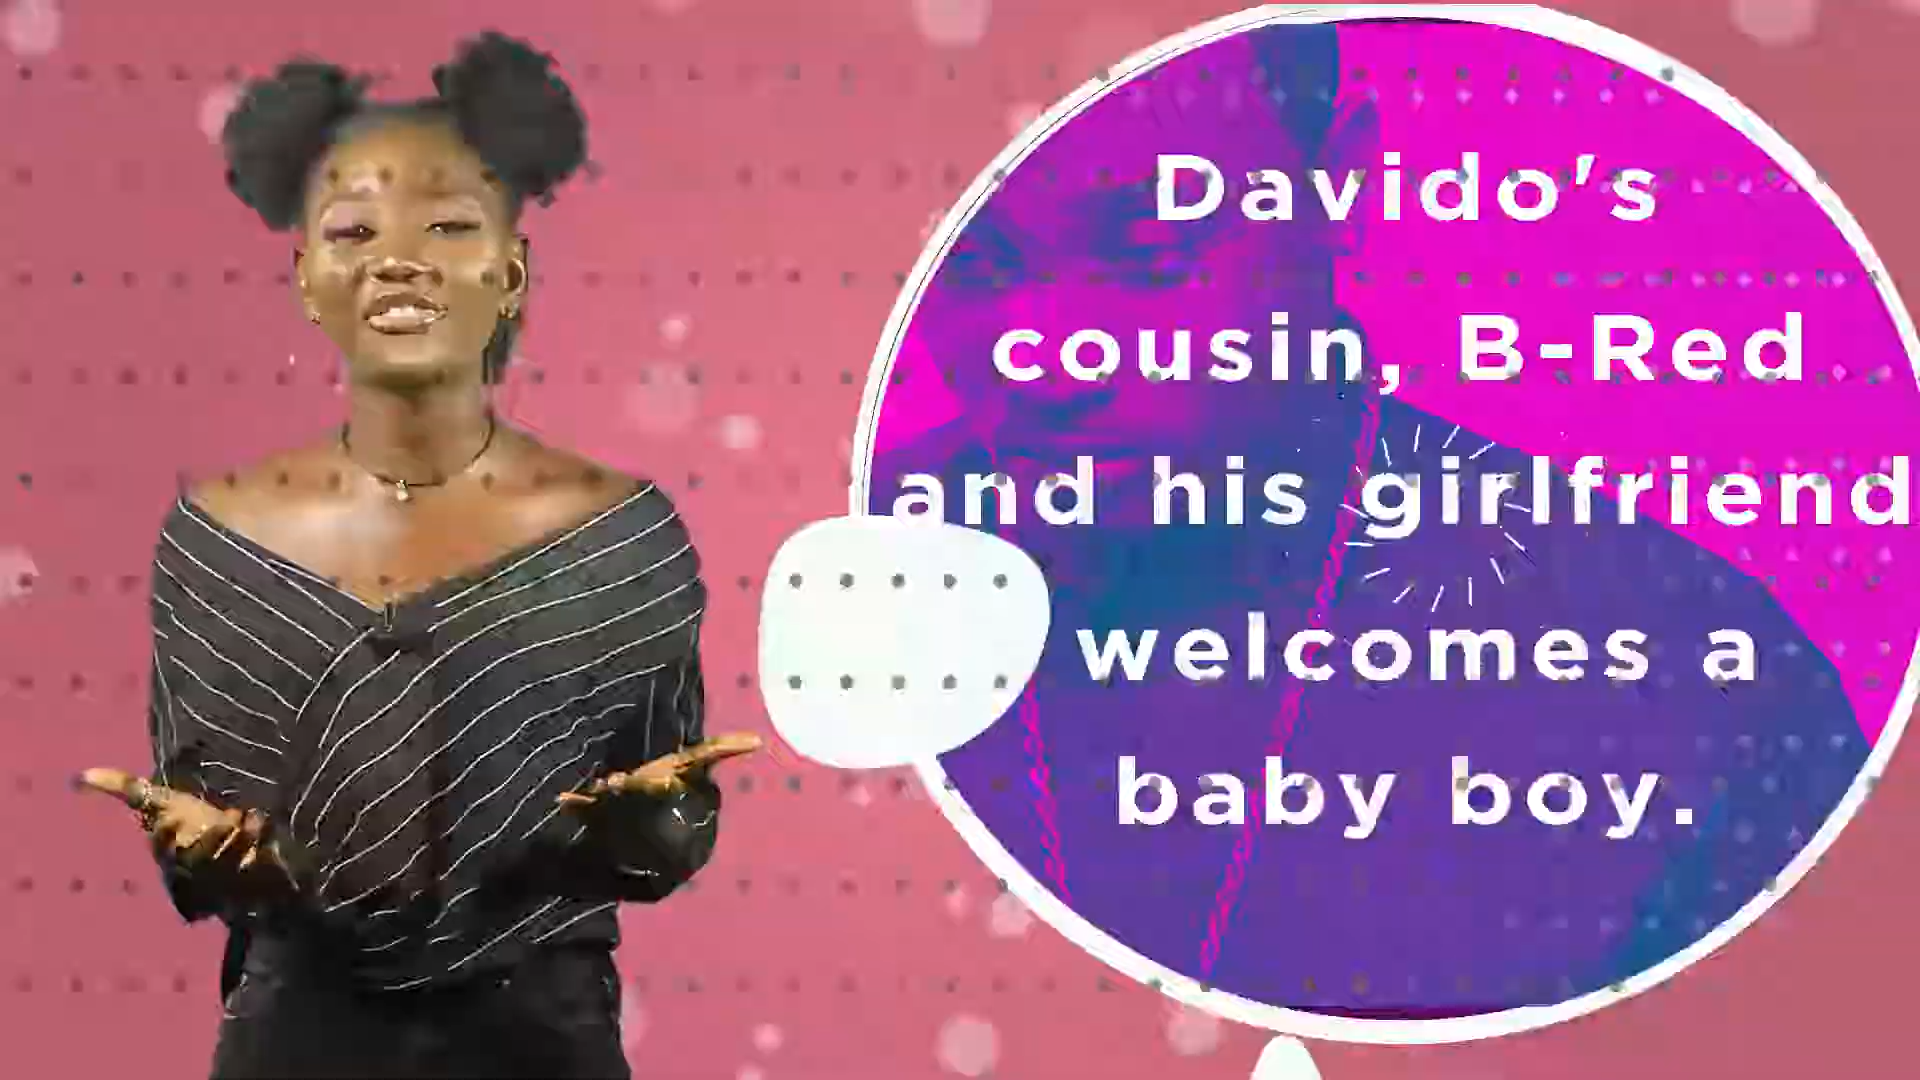 Davido's
cousin, B-Red
and his girlfriend
welcomes a
baby boy.